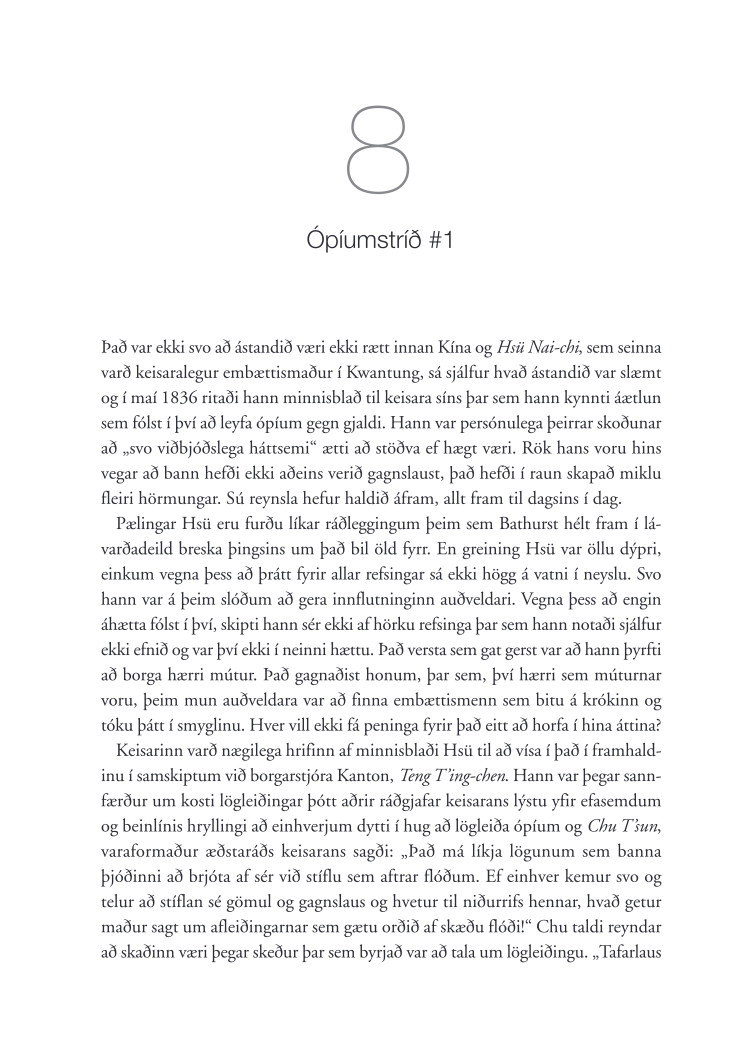 8
Ópíumstríð #1
Það var ekki svo að ástandið væri ekki rætt innan Kína og Hsü Nai-chi, sem seinna
varð keisaralegur embættismaður í Kwantung, sá sjálfur hvað ástandið var slæmt
og í maí 1836 ritaði hann minnisblað til keisara síns þar sem hann kynnti áætlun
sem fólst í því að leyfa ópíum gegn gjaldi. Hann var persónulega þeirrar skoðunar
að „svo viðbjóðslega háttsemi“ ætti að stöðva ef hægt væri. Rök hans voru hins
vegar að bann hefði ekki aðeins verið gagnslaust, það hefði í raun skapað miklu
fleiri hörmungar. Sú reynsla hefur haldið áfram, allt fram til dagsins í dag.
Pælingar Hsü eru furðu líkar ráðleggingum þeim sem Bathurst hélt fram í lá-
varðadeild breska þingsins um það bil öld fyrr. En greining Hsü var öllu dýpri,
einkum vegna þess að þrátt fyrir allar refsingar sá ekki högg á vatni í neyslu. Svo
hann var á þeim slóðum að gera innflutninginn auðveldari. Vegna þess að engin
áhætta fólst í því, skipti hann sér ekki af hörku refsinga þar sem hann notaði sjálfur
ekki efnið og var því ekki í neinni hættu. Það versta sem gat gerst var að hann þyrfti
að borga hærri mútur. Það gagnaðist honum, þar sem, því hærri sem múturnar
voru, þeim mun auðveldara var að finna embættismenn sem bitu á krókinn og
tóku þátt í smyglinu. Hver vill ekki fá peninga fyrir það eitt að horfa í hina áttina?
Keisarinn varð nægilega hrifinn af minnisblaði Hsü til að vísa í það í framhald-
inu í samskiptum við borgarstjóra Kanton, Teng T’ing-chen. Hann var þegar sann-
færður um kosti lögleiðingar þótt aðrir ráðgjafar keisarans lýstu yfir efasemdum
og beinlínis hryllingi að einhverjum dytti í hug að lögleiða ópíum og Chu T’sun,
varaformaður æðstaráðs keisarans sagði: „Það má líkja lögunum sem banna
þjóðinni að brjóta af sér við stíflu sem aftrar flóðum. Ef einhver kemur svo og
telur að stíflan sé gömul og gagnslaus og hvetur til niðurrifs hennar, hvað getur
maður sagt um afleiðingarnar sem gætu orðið af skæðu flóði!“ Chu taldi reyndar
að skaðinn væri þegar skeður þar sem byrjað var að tala um lögleiðingu. „Tafarlaus